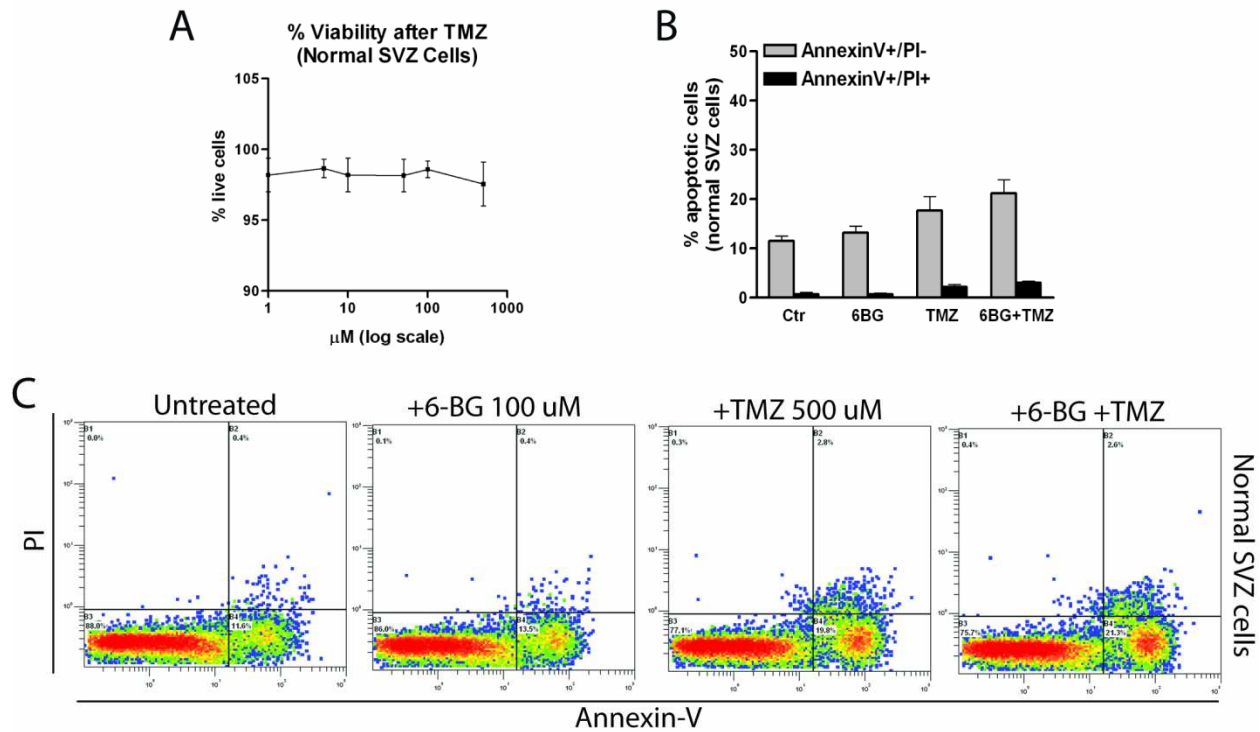 A
% Viability after TMZ
(Normal SVZ Cells)
105
100
95
90
% live cells
1
10
100
1000
µM (log scale)
B
50
40
30
20
10
0
% apoptotic cells
(normal SVZ cells)
AnnexinV+/PI-
AnnexinV+/PI+
Ctr
6BG
TMZ
6BG+TMZ
C
Untreated
+6-BG 100 uM
+TMZ 500 uM
+6-BG +TMZ
B1
0.0%
B2
0.4%
B3
88.0%
B4
11.6%
B1
0.1%
B2
0.4%
B3
86.0%
B4
13.5%
B1
0.3%
B2
2.8%
B3
77.1%
B4
19.8%
B1
0.4%
B2
2.6%
B3
75.7%
B4
21.3%
PI
Normal SVZ cells
Annexin-V